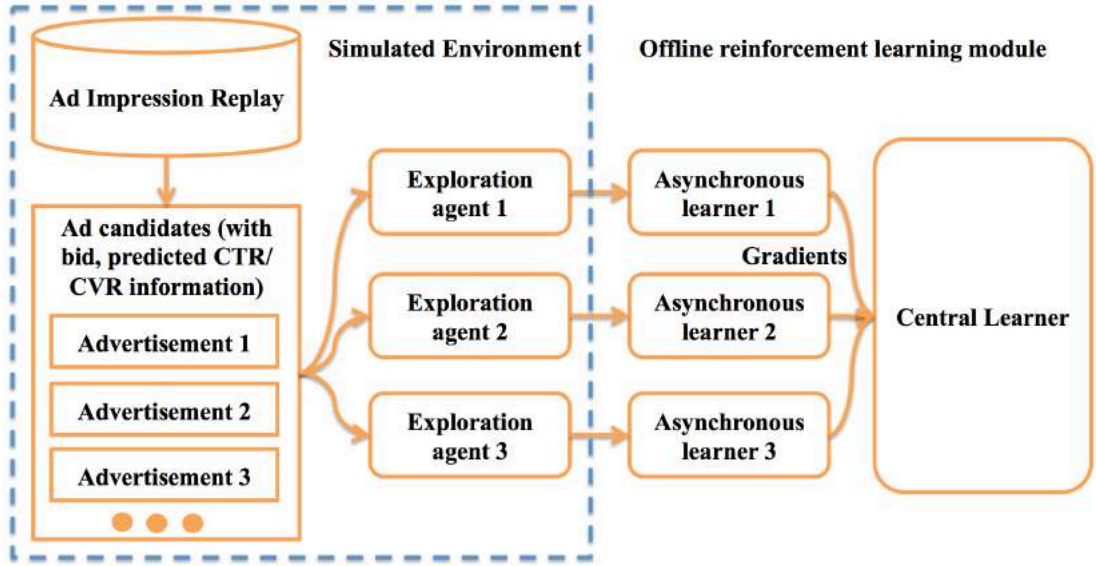 Simulated Environment
Offline reinforcement learning module
Ad Impression Replay
Ad candidates (with
bid, predicted CTR/
CVR information)
Advertisement 1
Advertisement 2
Advertisement 3
Exploration
agent 1
Exploration
agent 2
Exploration
agent 3
Asynchronous
learner 1
Gradients
Asynchronous
learner 2
Asynchronous
learner 3
Central Learner